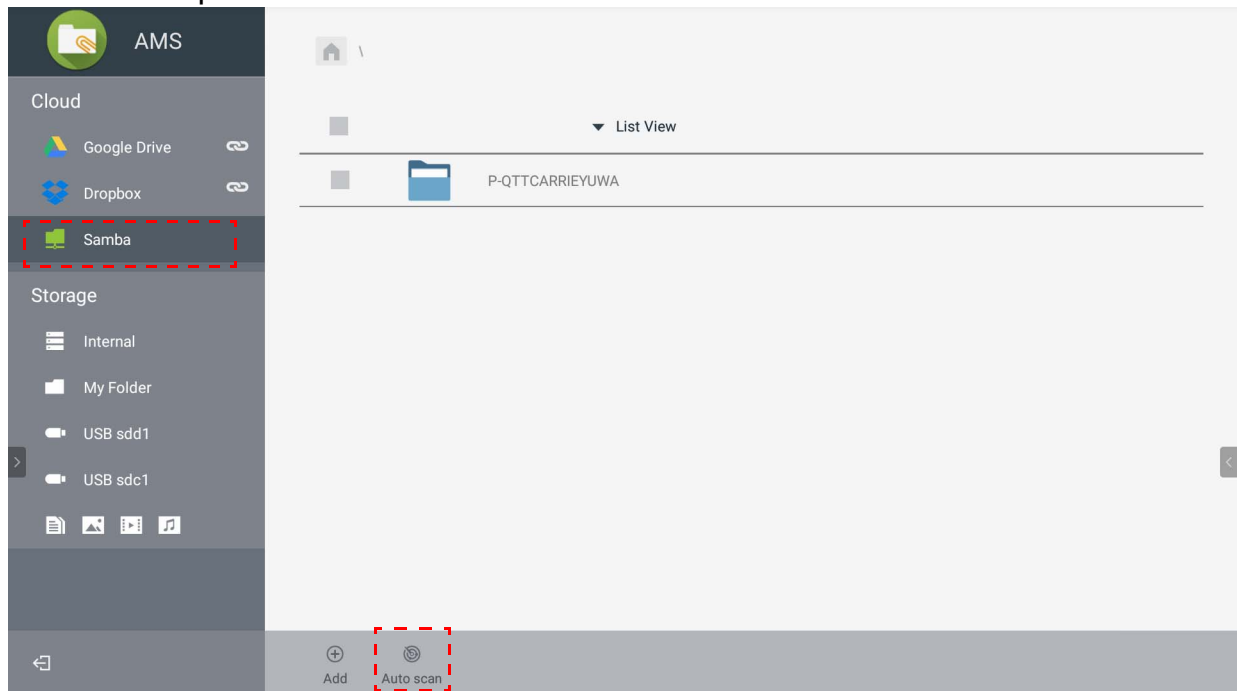 AMS
Cloud
Google Drive
Dropbox
Samba
Storage
Internal
My Folder
USB sdd1
USB sdc1
\
List View
P-QTTCARRIEYUWA
Add
Auto scan